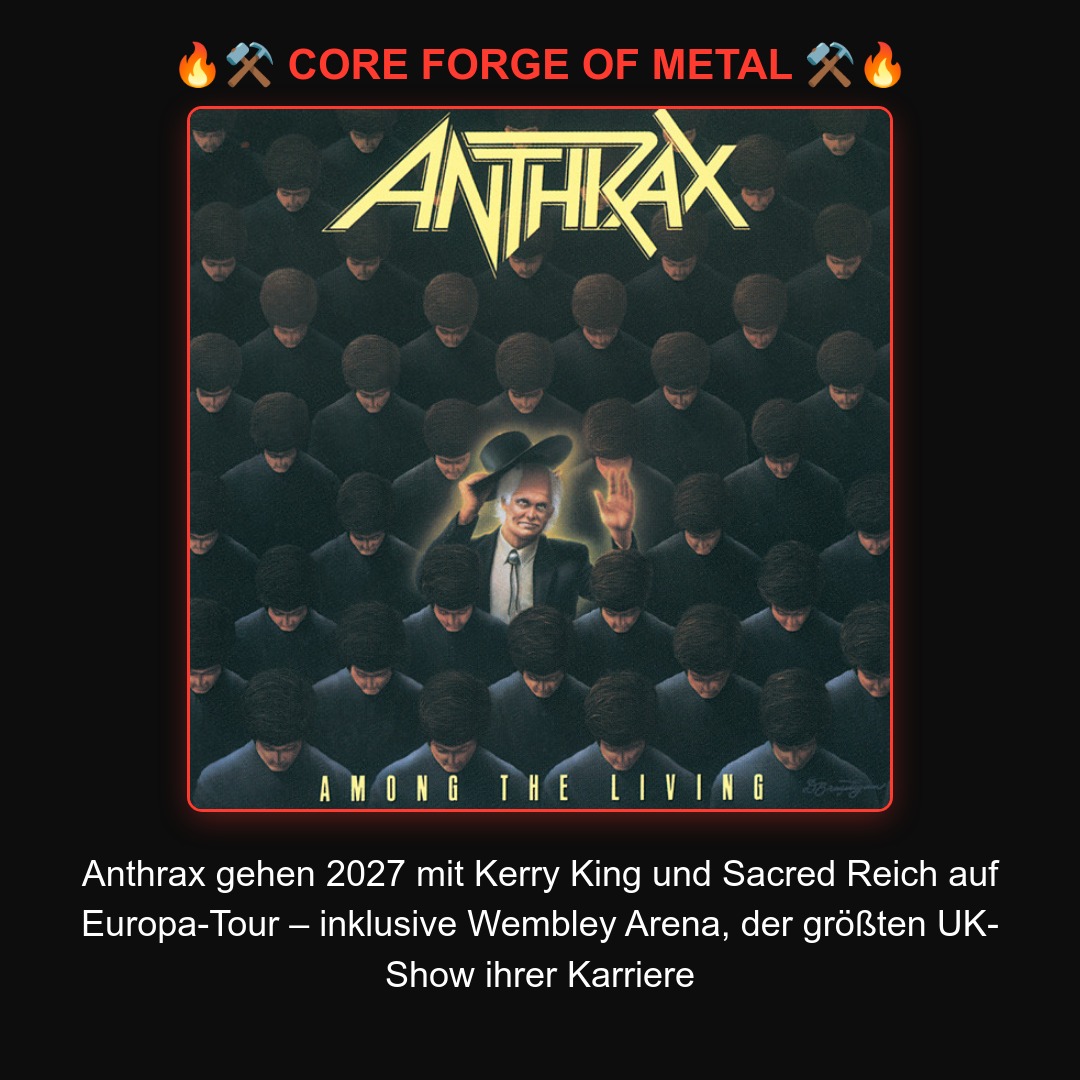 🔥⚒️ CORE FORGE OF METAL ⚒️🔥
ANTHRAX
AMONG THE LIVING
Anthrax gehen 2027 mit Kerry King und Sacred Reich auf
Europa-Tour – inklusive Wembley Arena, der größten UK-
Show ihrer Karriere